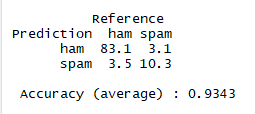 Reference
Prediction ham spam
ham 83.1 3.1
spam 3.5 10.3
Accuracy (average) : 0.9343